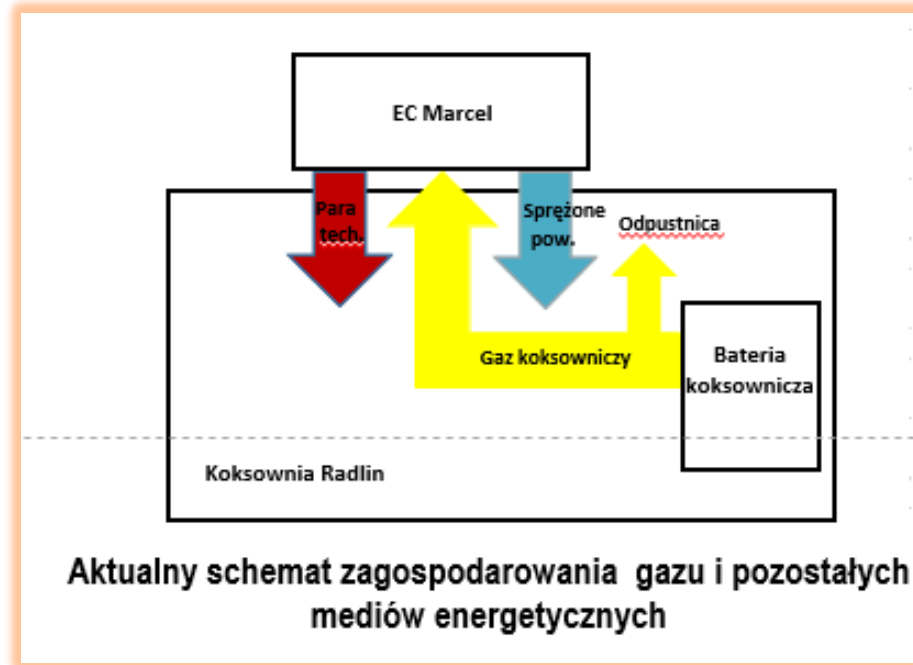 EC Marcel
Para
tech.
Sprężone
pow.
Odpustnica
Gaz koksowniczy
Bateria
koksownicza
Koksownia Radlin
Aktualny schemat zagospodarowania gazu i pozostałych
mediów energetycznych